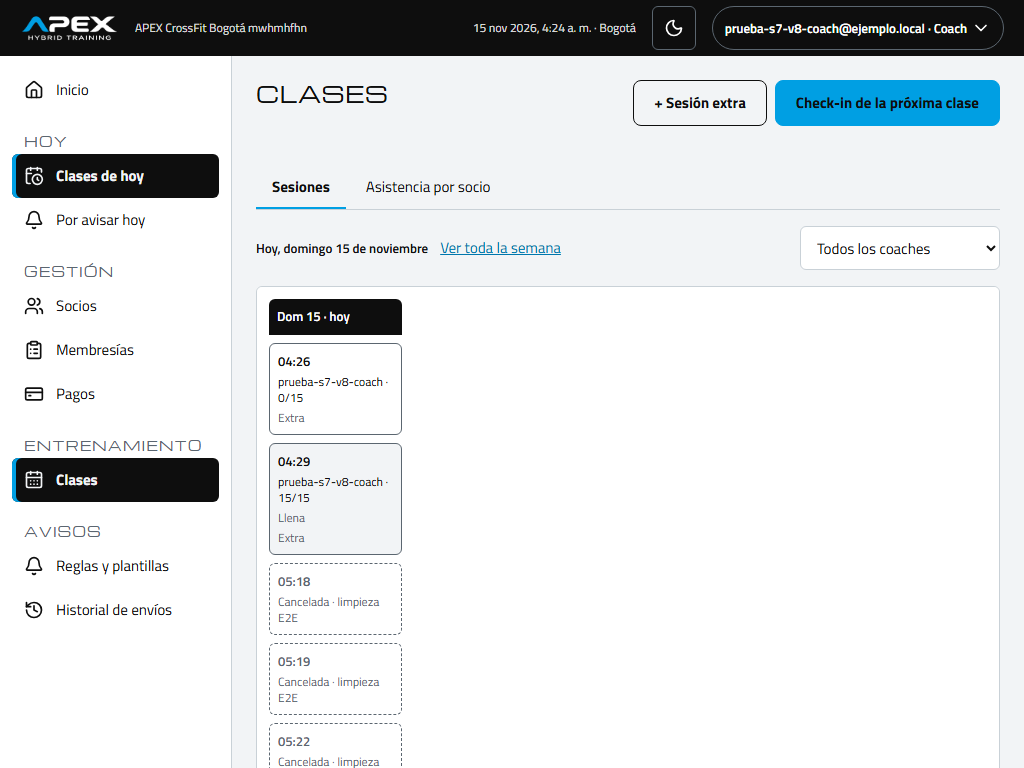 APEX
HYBRID TRAINING
APEX CrossFit Bogotá mwhmhfhn
15 nov 2026, 4:24 a. m. · Bogotá
prueba-s7-v8-coach@ejemplo.local · Coach
Inicio
HOY
Clases de hoy
Por avisar hoy
GESTIÓN
Socios
Membresías
Pagos
ENTRENAMIENTO
Clases
AVISOS
Reglas y plantillas
Historial de envíos
CLASES
+ Sesión extra
Check-in de la próxima clase
Sesiones
Asistencia por socio
Hoy, domingo 15 de noviembre
Ver toda la semana
Todos los coaches
Dom 15 · hoy
04:26
prueba-s7-v8-coach ·
0/15
Extra
04:29
prueba-s7-v8-coach ·
15/15
Llena
Extra
05:18
Cancelada · limpieza
E2E
05:19
Cancelada · limpieza
E2E
05:22
Cancelada · limpieza